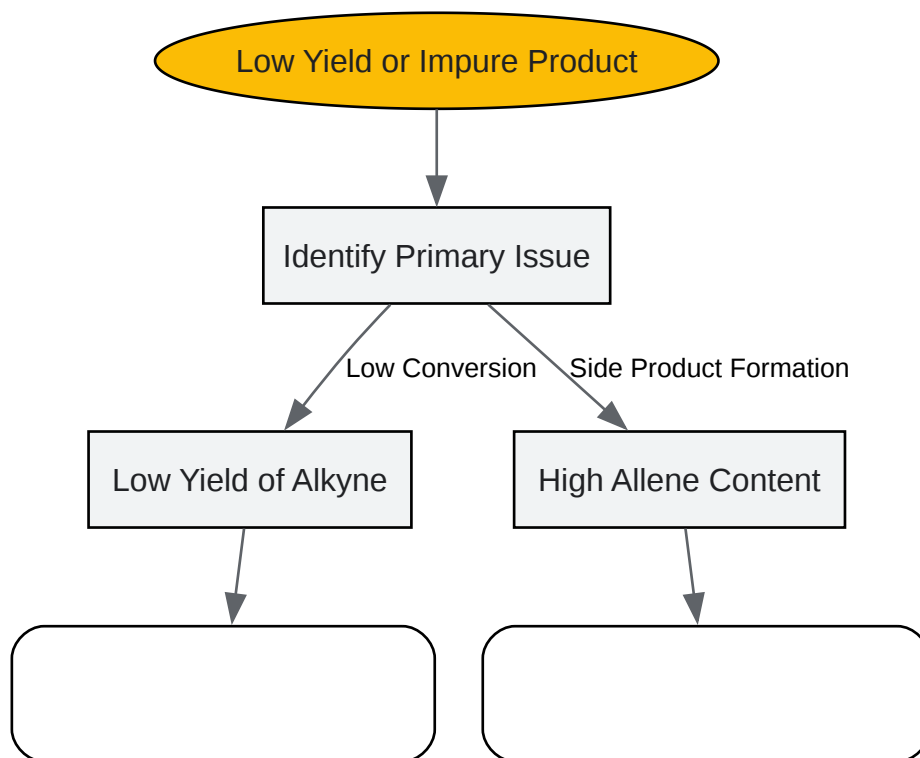 Low Yield or Impure Product
Identify Primary Issue
Low Conversion
Side Product Formation
Low Yield of Alkyne
High Allene Content